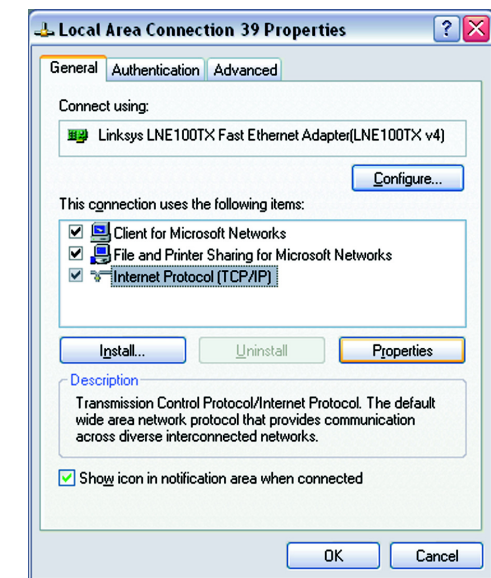 Local Area Connection 39 Properties
General Authentication Advanced
Connect using:
Linksys LNE100TX Fast Ethernet Adapter(LNE100TX v4)
Configure...
This connection uses the following items:
Client for Microsoft Networks
File and Printer Sharing for Microsoft Networks
Internet Protocol (TCP/IP)
Install... Uninstall Properties
Description
Transmission Control Protocol/Internet Protocol. The default
wide area network protocol that provides communication
across diverse interconnected networks.
Show icon in notification area when connected
OK Cancel